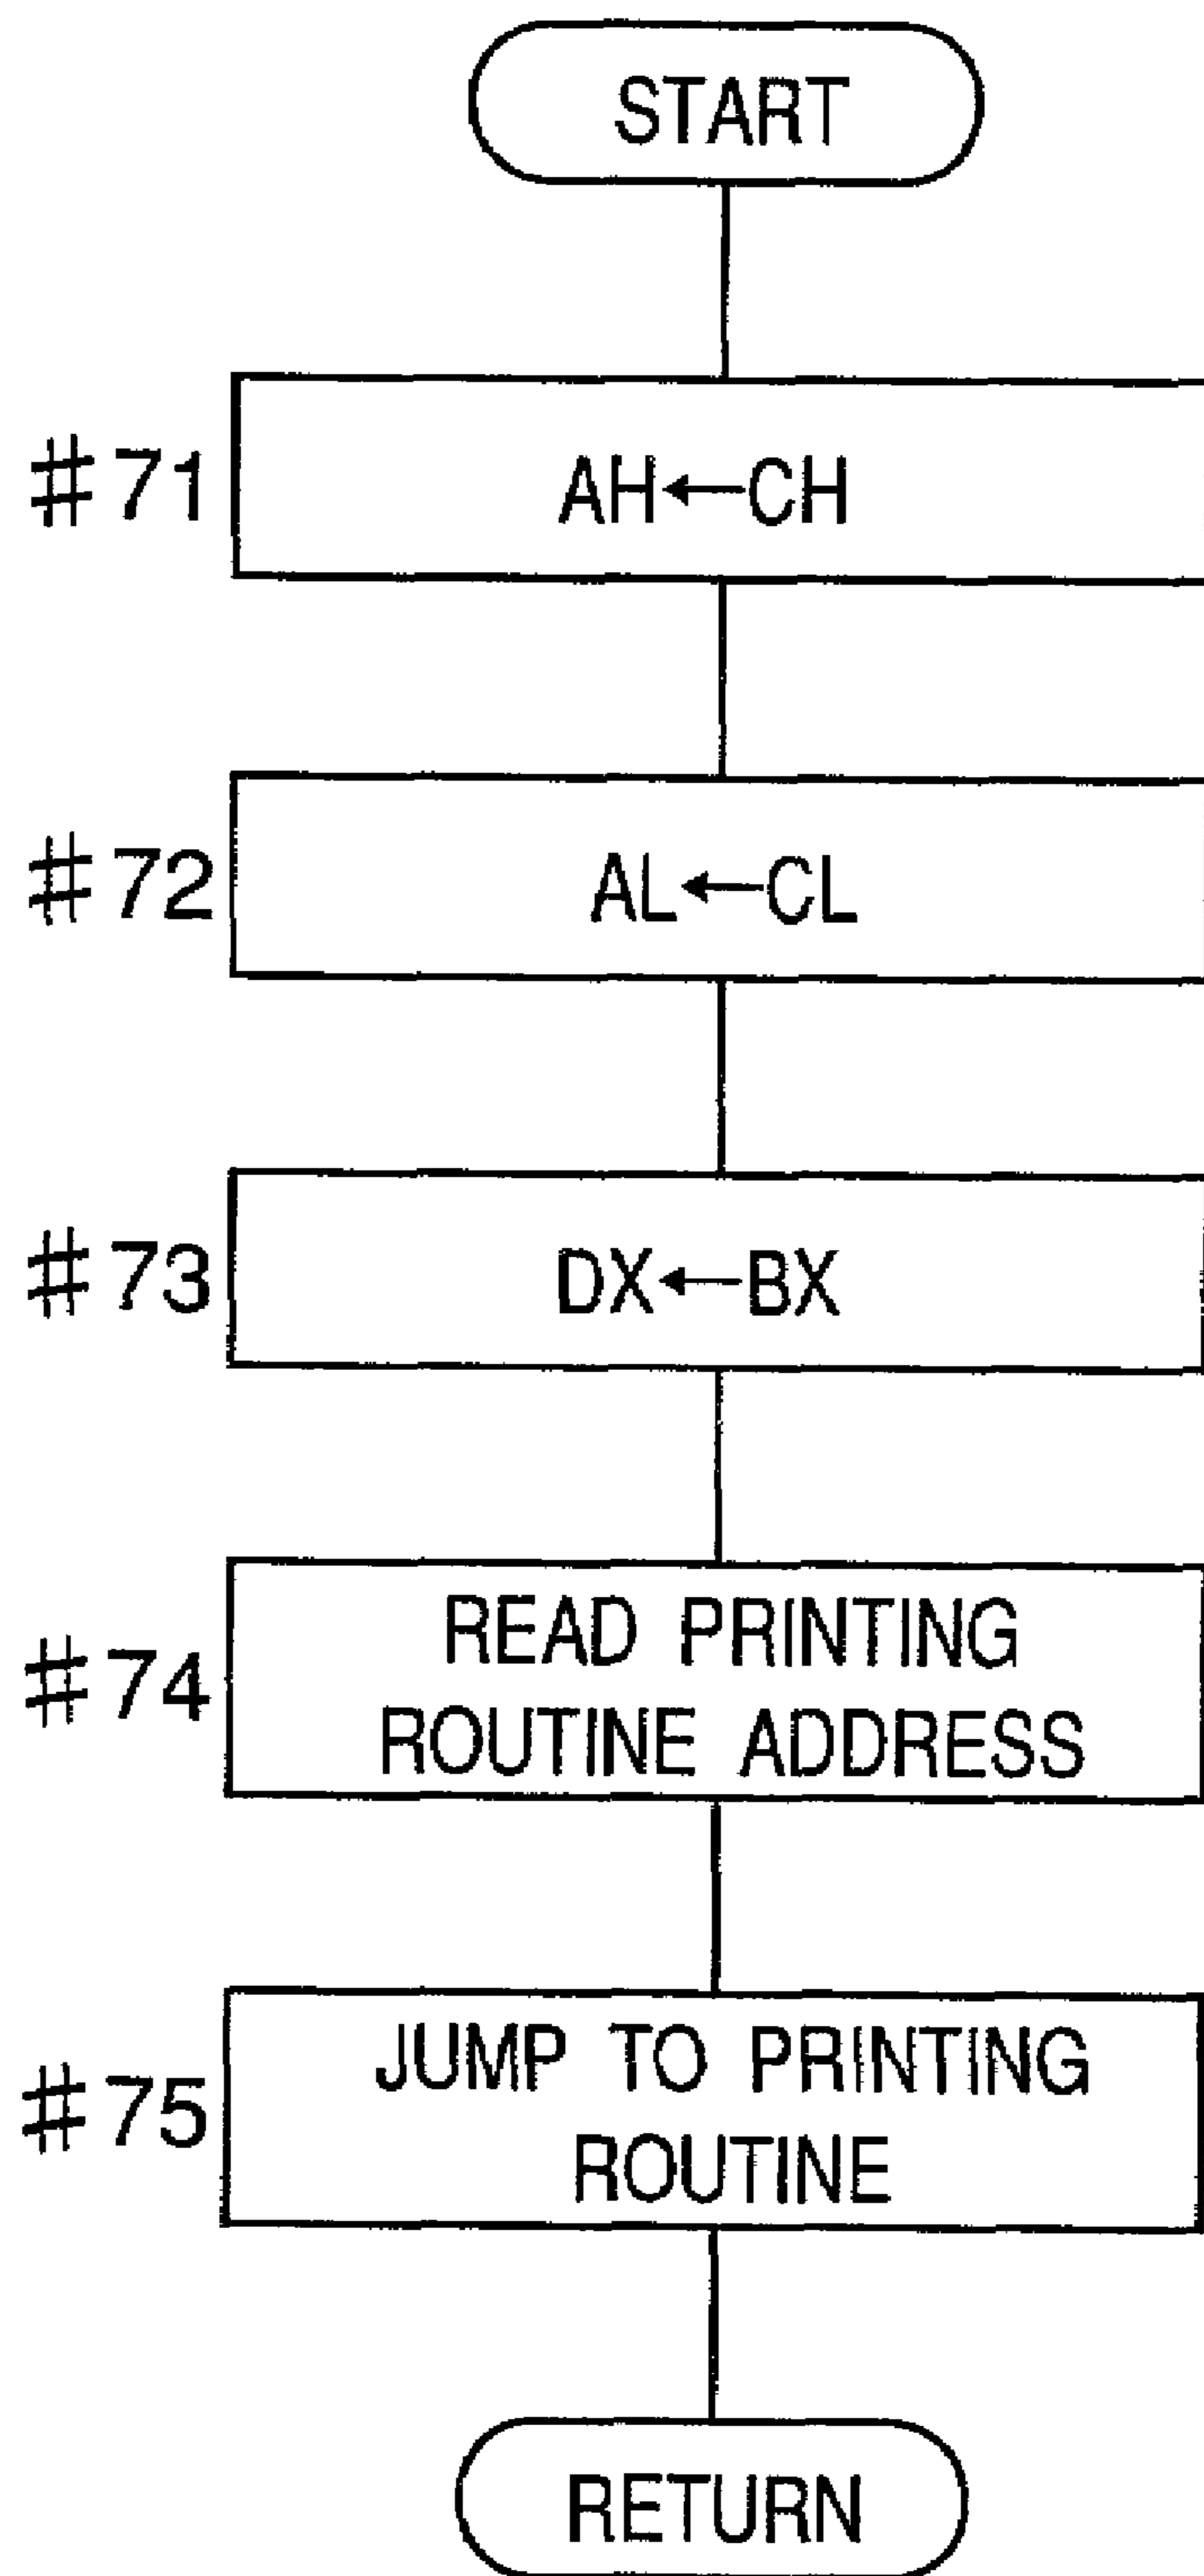 START
#71
AH←CH
#72
AL←CL
#73
DX←BX
#74
READ PRINTING
ROUTINE ADDRESS
#75
JUMP TO PRINTING
ROUTINE
RETURN